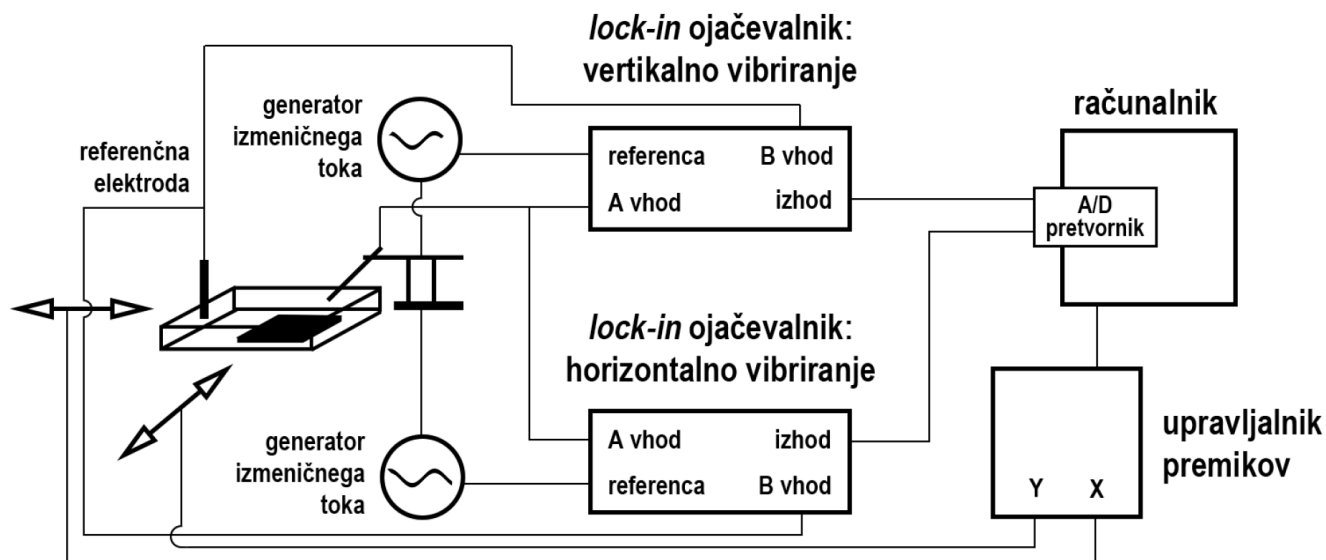 lock-in ojačevalnik:
vertikalno vibriranje
generator
izmeničnega
toka
referenčna
elektroda
referenca B vhod
A vhod izhod
računalnik
A/D
pretvornik
lock-in ojačevalnik:
horizontalno vibriranje
generator
izmeničnega
toka
A vhod izhod
referenca B vhod
upravljalnik
premikov
Y X